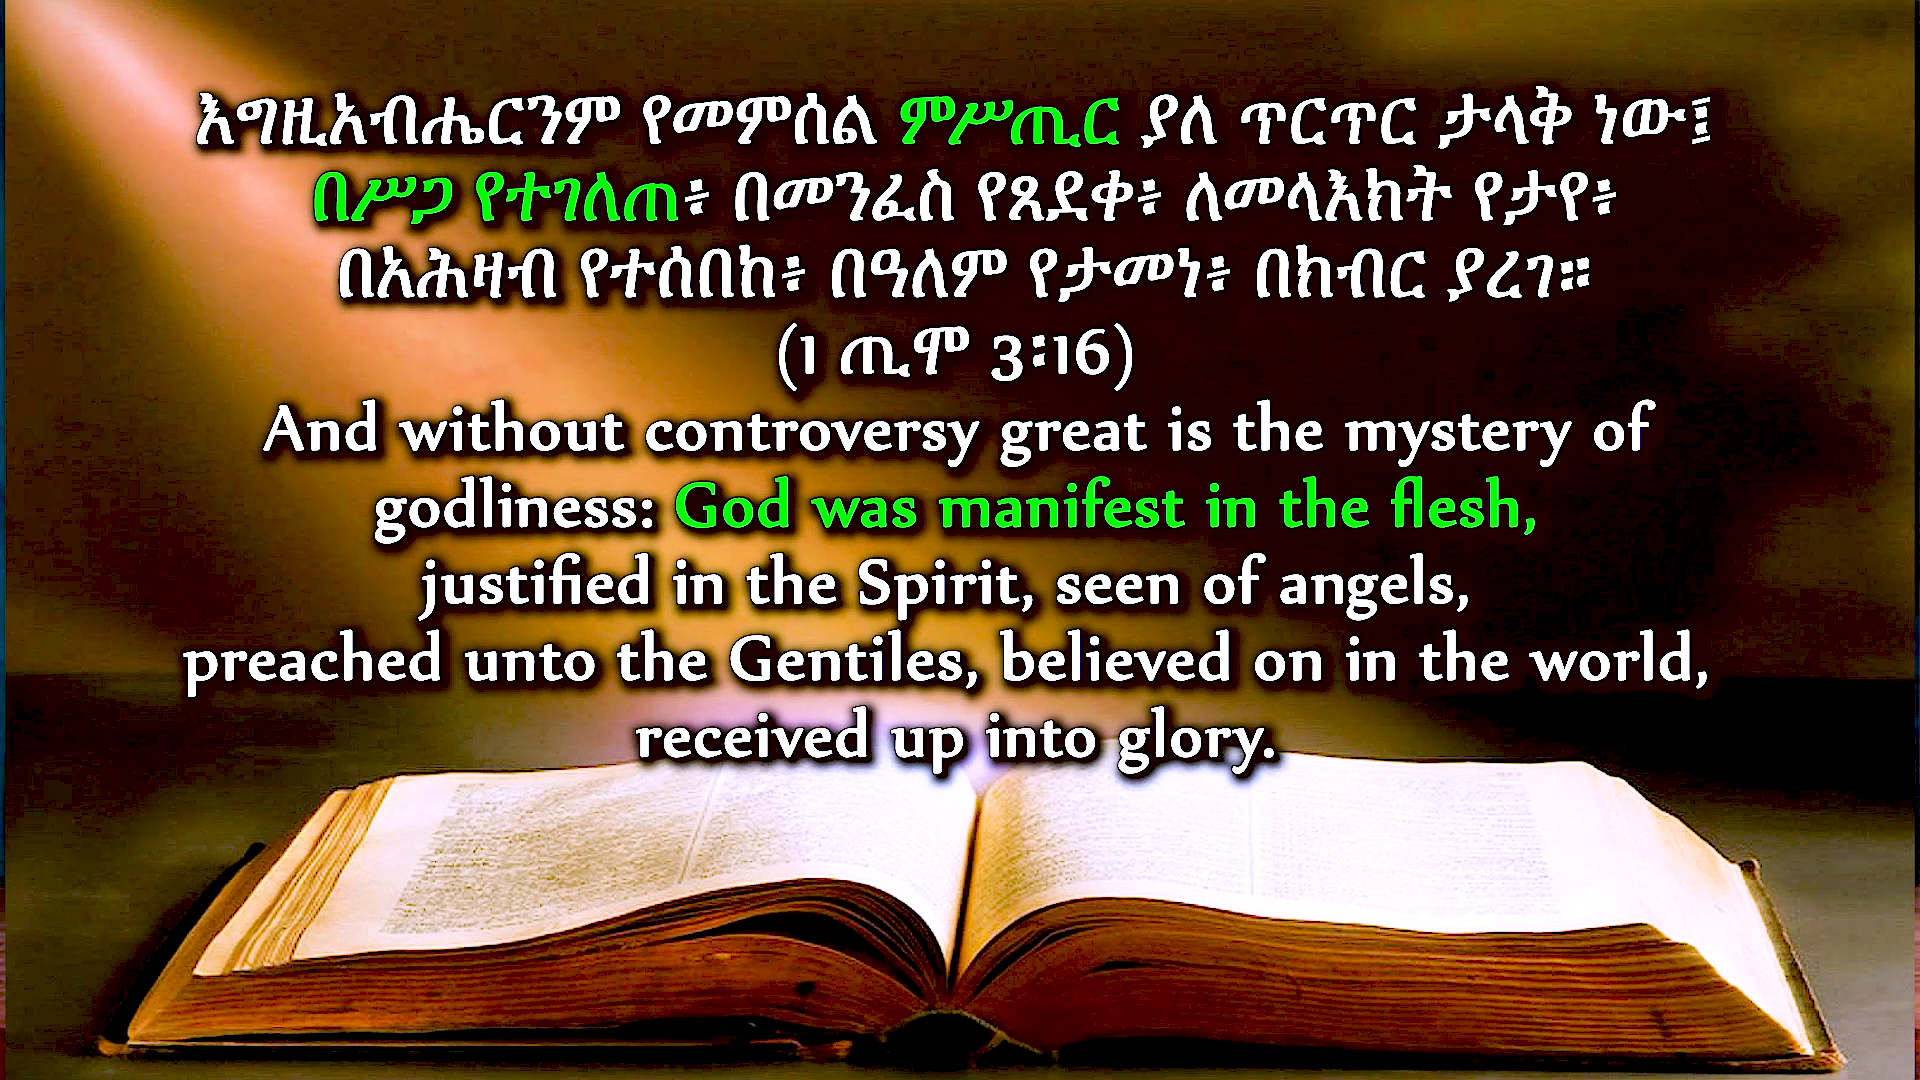 እግዚአብሔርንም የመምሰል ምሥጢር ያለ ጥርጥር ታላቅ ነው፤
በሥጋ የተገለጠ፥ በመንፈስ የጸደቀ፥ ለመላእክት የታየ፥
በአሕዛብ የተሰበከ፥ በዓለም የታመነ፥ በክብር ያረገ።
(1 ጢሞ 3፡16)
And without controversy great is the mystery of
godliness: God was manifest in the flesh,
justified in the Spirit, seen of angels,
preached unto the Gentiles, believed on in the world,
received up into glory.